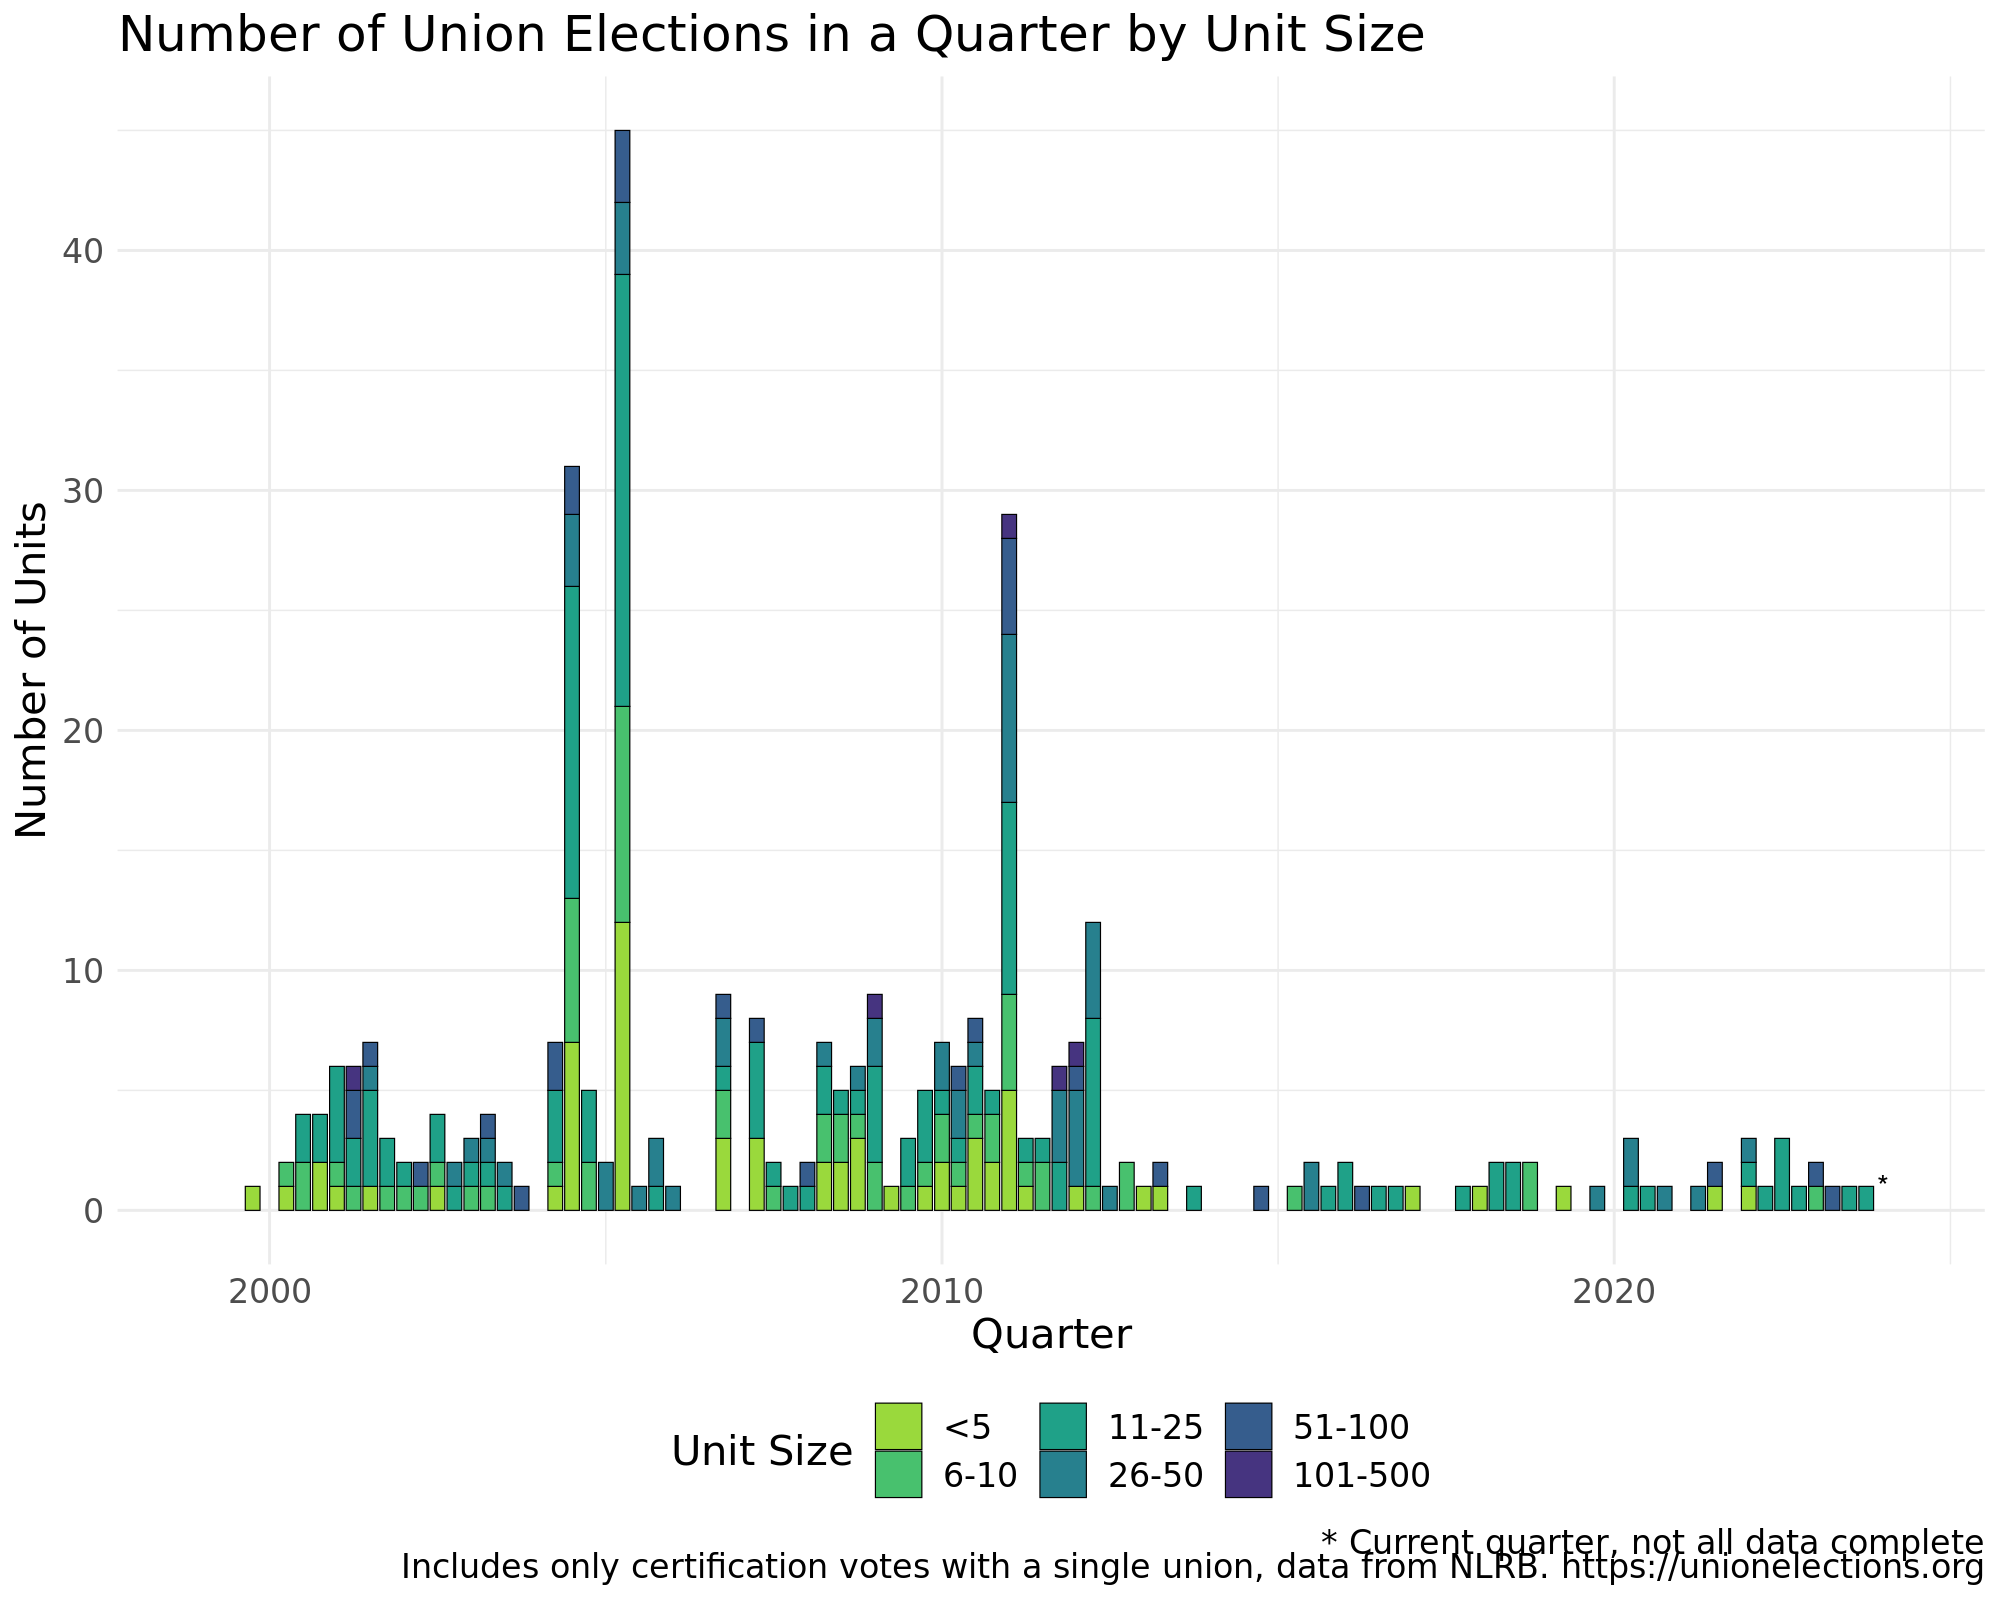 Number of Union Elections in a Quarter by Unit Size
Number of Units
40
30
20
10
0
*
2000 2010 2020
Quarter
Unit Size
<5 11-25 51-100
6-10 26-50 101-500
* Current quarter, not all data complete
Includes only certification votes with a single union, data from NLRB. https://unionelections.org